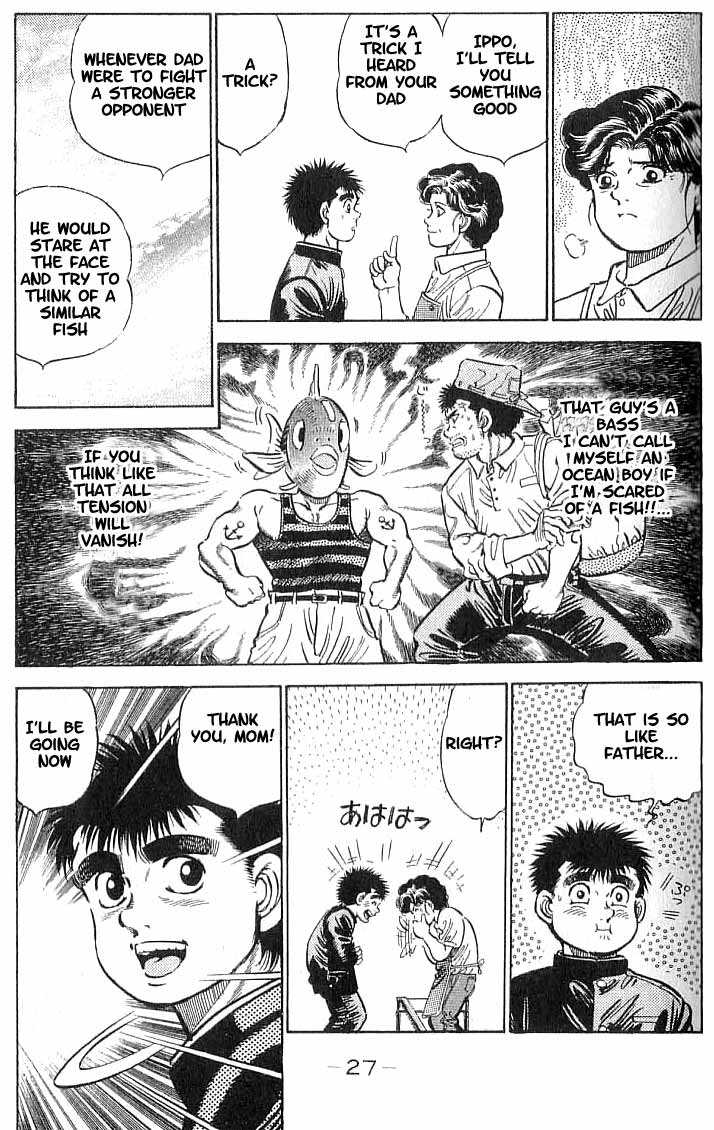 IPPO,
I'LL TELL
YOU
SOMETHING
GOOD
IT'S A
TRICK I
HEARD
FROM YOUR
DAD
A
TRICK?
WHENEVER DAD
WERE TO FIGHT
A STRONGER
OPPONENT
HE WOULD
STARE AT
THE FACE
AND TRY TO
THINK OF A
SIMILAR
FISH
THAT GUY'S A
BASS
I CAN'T CALL
MYSELF AN
OCEAN BOY IF
I'M SCARED
OF A FISH!!...
IF YOU
THINK LIKE
THAT ALL
TENSION
WILL
VANISH!
THAT IS SO
LIKE
FATHER...
ぷっ
RIGHT?
あははっ
THANK
YOU, MOM!
I'LL BE
GOING
NOW
-27-